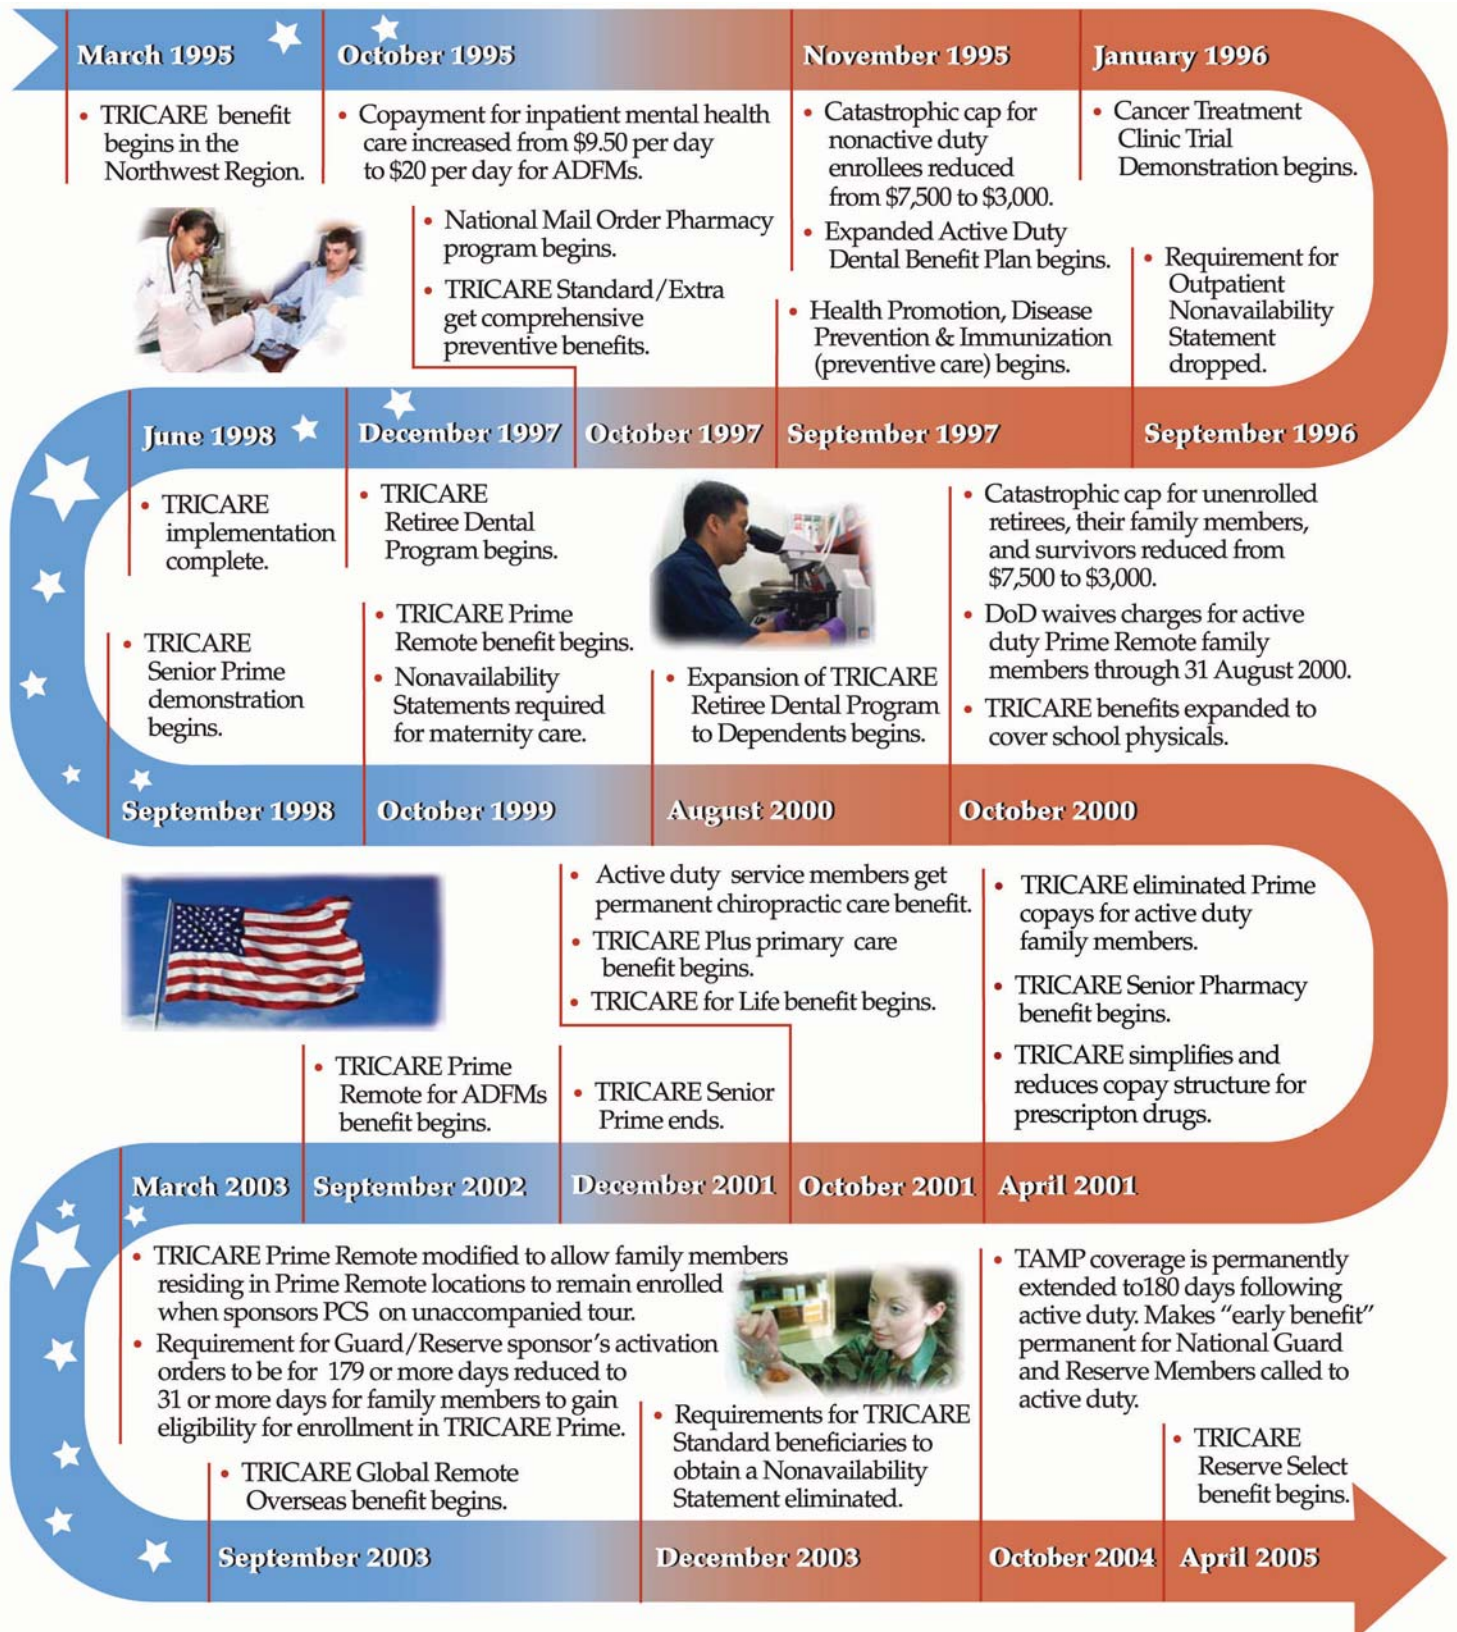 March 1995
• TRICARE benefit
begins in the
Northwest Region.
October 1995
• Copayment for inpatient mental health
care increased from $9.50 per day
to $20 per day for ADFMs.
November 1995
• Catastrophic cap for
nonactive duty
enrollees reduced
from $7,500 to $3,000.
• Expanded Active Duty
Dental Benefit Plan begins.
January 1996
• Cancer Treatment
Clinic Trial
Demonstration begins.
• Requirement for
Outpatient
Nonavailability
Statement
dropped.
September 1996
• Health Promotion, Disease
Prevention & Immunization
(preventive care) begins.
September 1997
• National Mail Order Pharmacy
program begins.
• TRICARE Standard/Extra
get comprehensive
preventive benefits.
October 1997
December 1997
• TRICARE
Retiree Dental
Program begins.
June 1998
• TRICARE
implementation
complete.
• TRICARE
Senior Prime
demonstration
begins.
September 1998
• TRICARE Prime
Remote benefit begins.
• Nonavailability
Statements required
for maternity care.
October 1999
• Expansion of TRICARE
Retiree Dental Program
to Dependents begins.
August 2000
• Catastrophic cap for unenrolled
retirees, their family members,
and survivors reduced from
$7,500 to $3,000.
• DoD waives charges for active
duty Prime Remote family
members through 31 August 2000.
• TRICARE benefits expanded to
cover school physicals.
October 2000
• TRICARE eliminated Prime
copays for active duty
family members.
• TRICARE Senior Pharmacy
benefit begins.
• TRICARE simplifies and
reduces copay structure for
prescripton drugs.
April 2001
• Active duty service members get
permanent chiropractic care benefit.
• TRICARE Plus primary care
benefit begins.
• TRICARE for Life benefit begins.
October 2001
• TRICARE Senior
Prime ends.
December 2001
• TRICARE Prime
Remote for ADFMs
benefit begins.
September 2002
March 2003
• TRICARE Prime Remote modified to allow family members
residing in Prime Remote locations to remain enrolled
when sponsors PCS on unaccompanied tour.
• Requirement for Guard/Reserve sponsor's activation
orders to be for 179 or more days reduced to
31 or more days for family members to gain
eligibility for enrollment in TRICARE Prime.
• TRICARE Global Remote
Overseas benefit begins.
September 2003
• Requirements for TRICARE
Standard beneficiaries to
obtain a Nonavailability
Statement eliminated.
December 2003
• TAMP coverage is permanently
extended to180 days following
active duty. Makes “early benefit”
permanent for National Guard
and Reserve Members called to
active duty.
October 2004
• TRICARE
Reserve Select
benefit begins.
April 2005